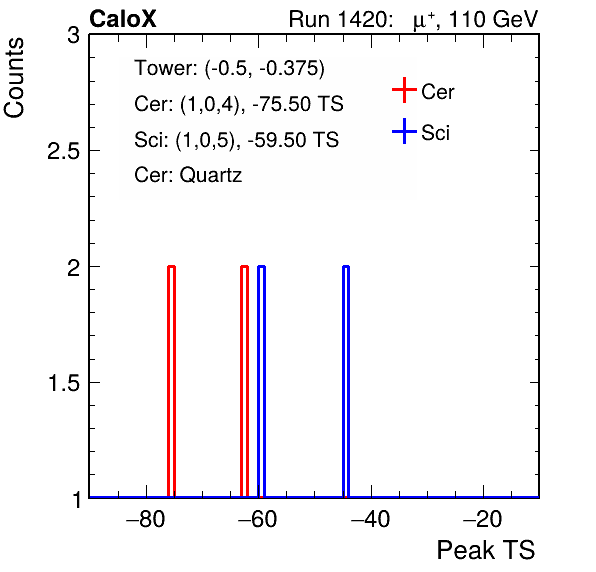 CaloX Run 1420: μ⁺, 110 GeV
Counts
3
2.5
2
1.5
1
Tower: (-0.5, -0.375)
Cer: (1,0,4), -75.50 TS
Sci: (1,0,5), -59.50 TS
Cer: Quartz
Cer
Sci
−80 −60 −40 −20
Peak TS